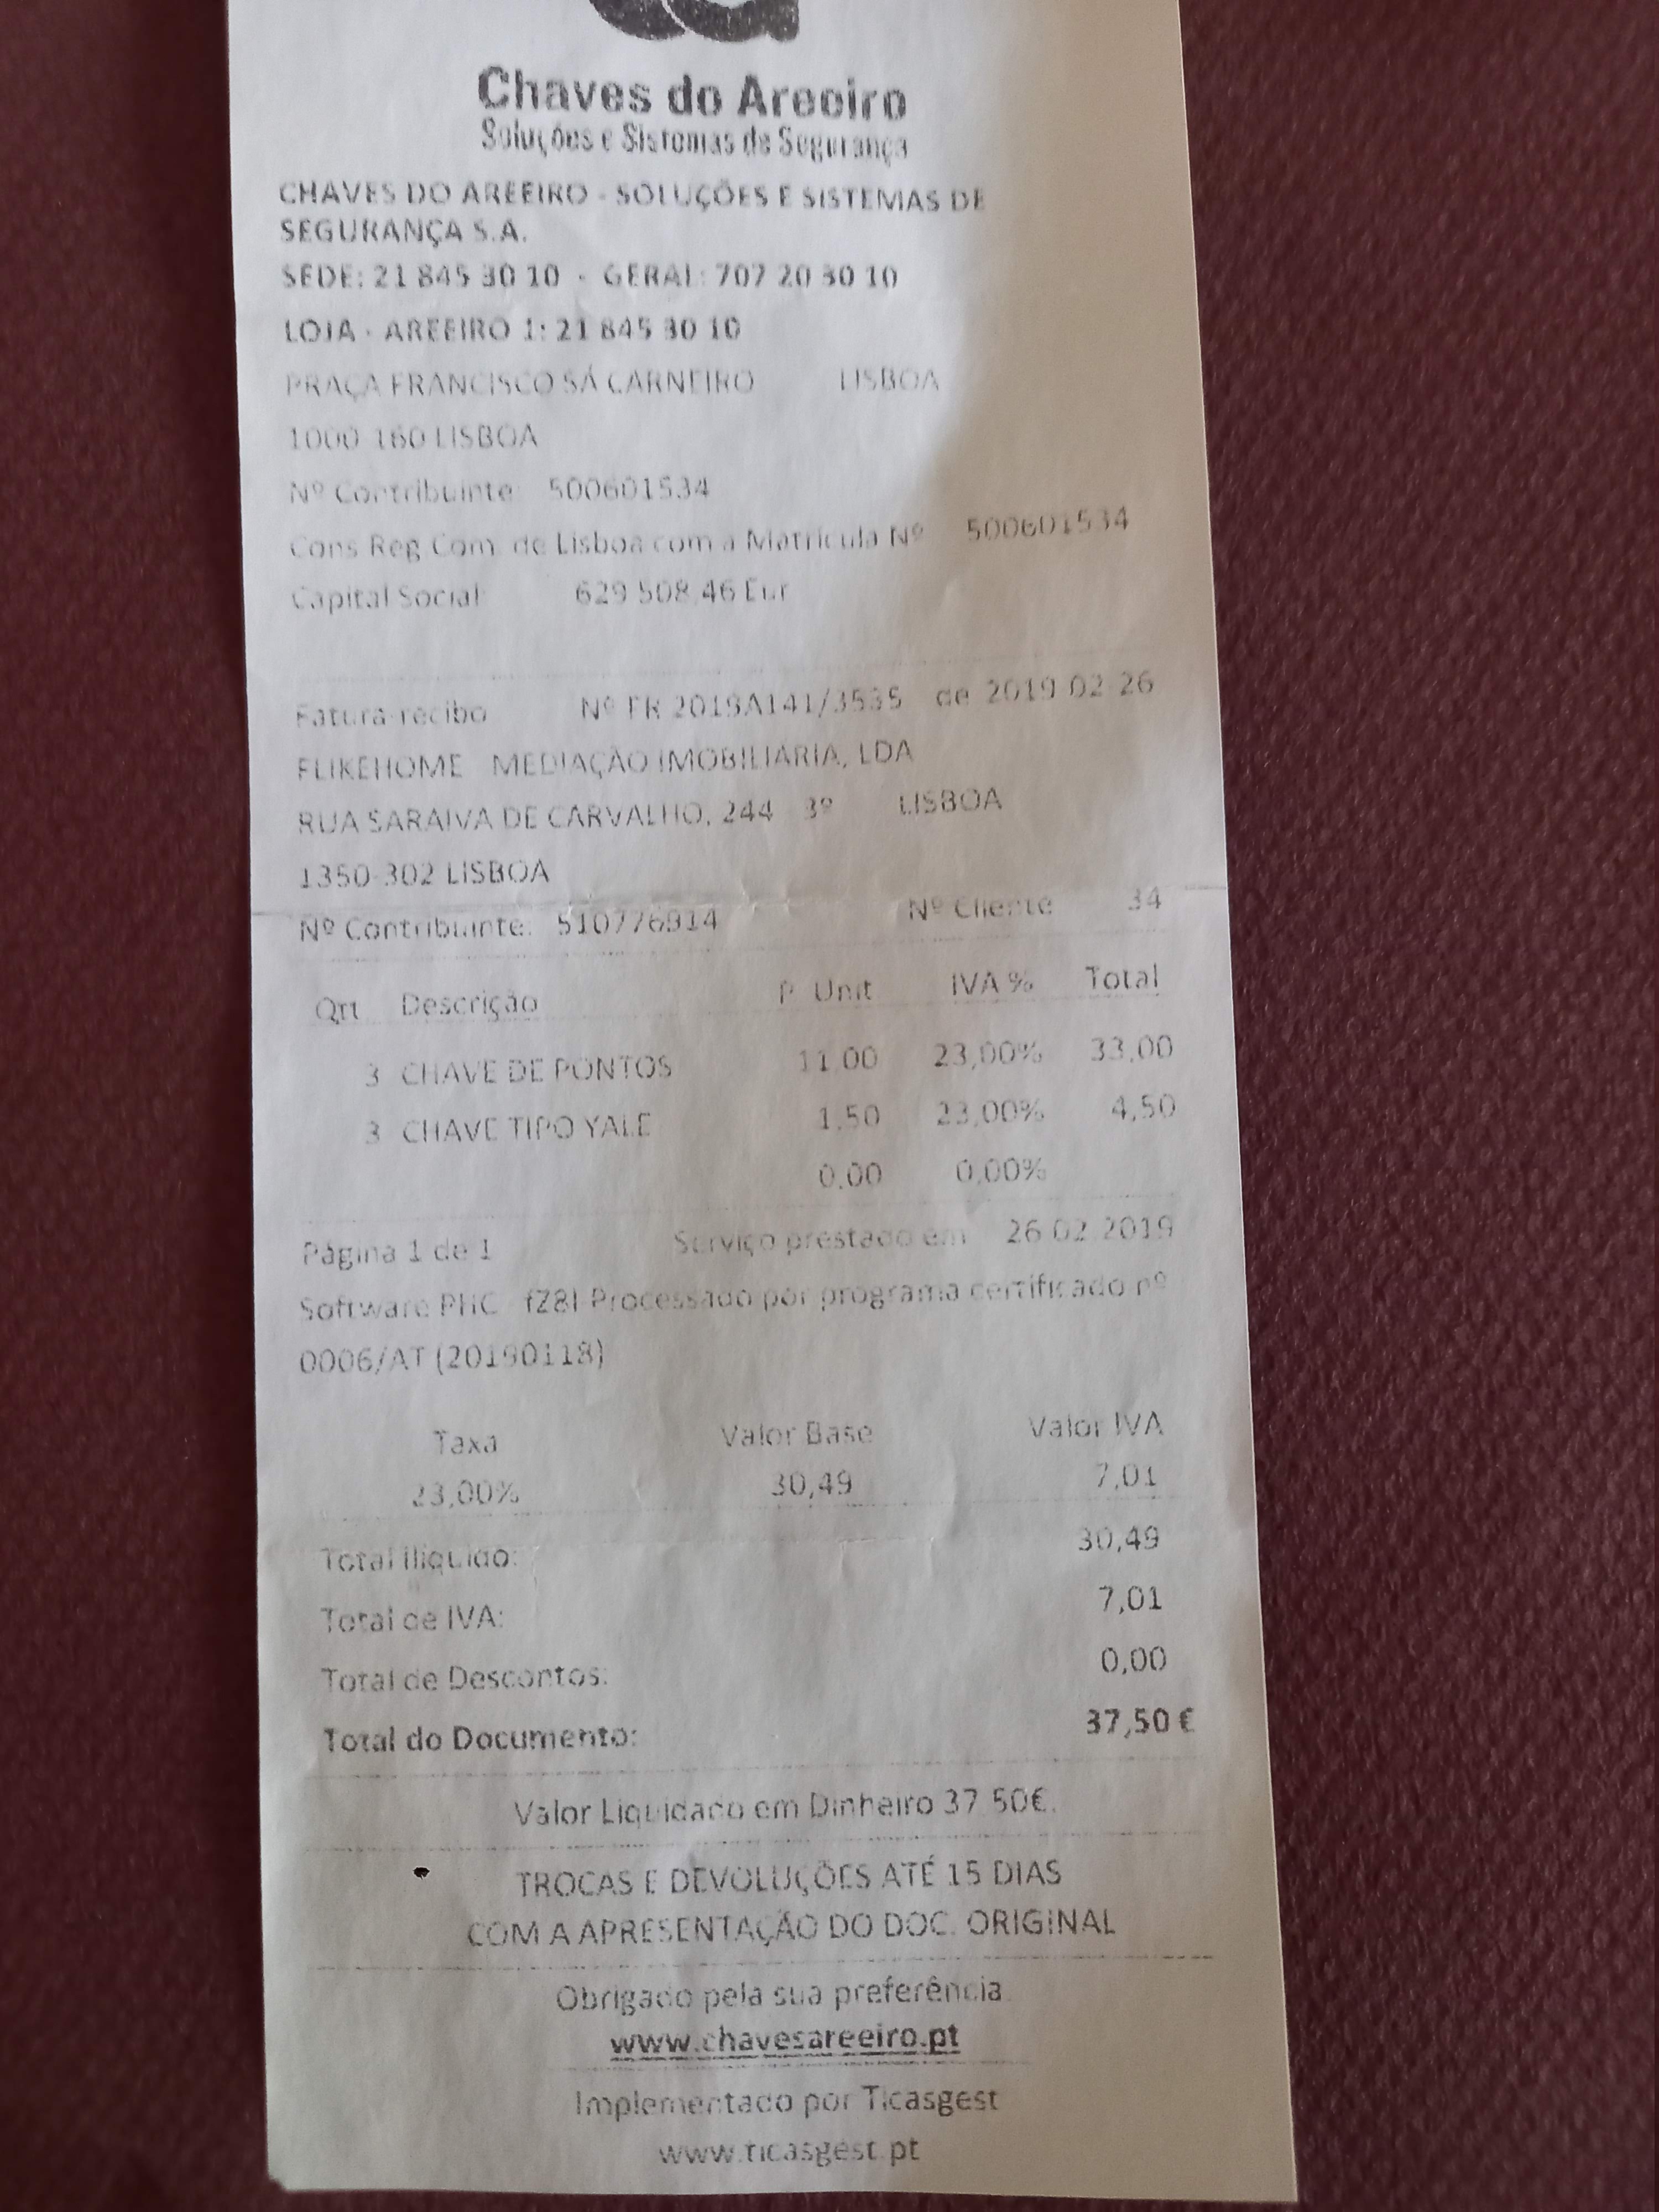 Chaves do Areeiro
Soluções e Sistemas de Segurança
CHAVES DO AREEIRO - SOLUÇÕES E SISTEMAS DE
SEGURANÇA S.A.
SEDE: 21 845 30 10 - GERAL: 707 20 30 10
LOJA - AREEIRO 1: 21 845 30 10
PRAÇA FRANCISCO SÁ CARNEIRO LISBOA
1000-160 LISBOA
Nº Contribuinte: 500601534
Cons Reg Com. de Lisboa com a Matrícula Nº 500601534
Capital Social: 629 508,46 Eur
Fatura-recibo Nº FR 2019A141/3535 de 2019-02-26
FLIKEHOME - MEDIAÇÃO IMOBILIÁRIA, LDA
RUA SARAIVA DE CARVALHO, 244 3º LISBOA
1350-302 LISBOA
Nº Contribuinte: 510776914 Nº Cliente 34
Qtt Descrição P. Unit IVA % Total
3 CHAVE DE PONTOS 11,00 23,00% 33,00
3 CHAVE TIPO YALE 1,50 23,00% 4,50
0,00 0,00%
Página 1 de 1 Serviço prestado em 26.02.2019
Software PHC - fZ8I-Processado por programa certificado nº
0006/AT (20190118)
Taxa Valor Base Valor IVA
23,00% 30,49 7,01
Total Ilíquido: 30,49
Total de IVA: 7,01
Total de Descontos: 0,00
Total do Documento: 37,50 €
Valor Liquidado em Dinheiro 37.50€.
TROCAS E DEVOLUÇÕES ATÉ 15 DIAS
COM A APRESENTAÇÃO DO DOC. ORIGINAL
Obrigado pela sua preferência.
www.chavesareeiro.pt
Implementado por Ticasgest
www.ticasgest.pt